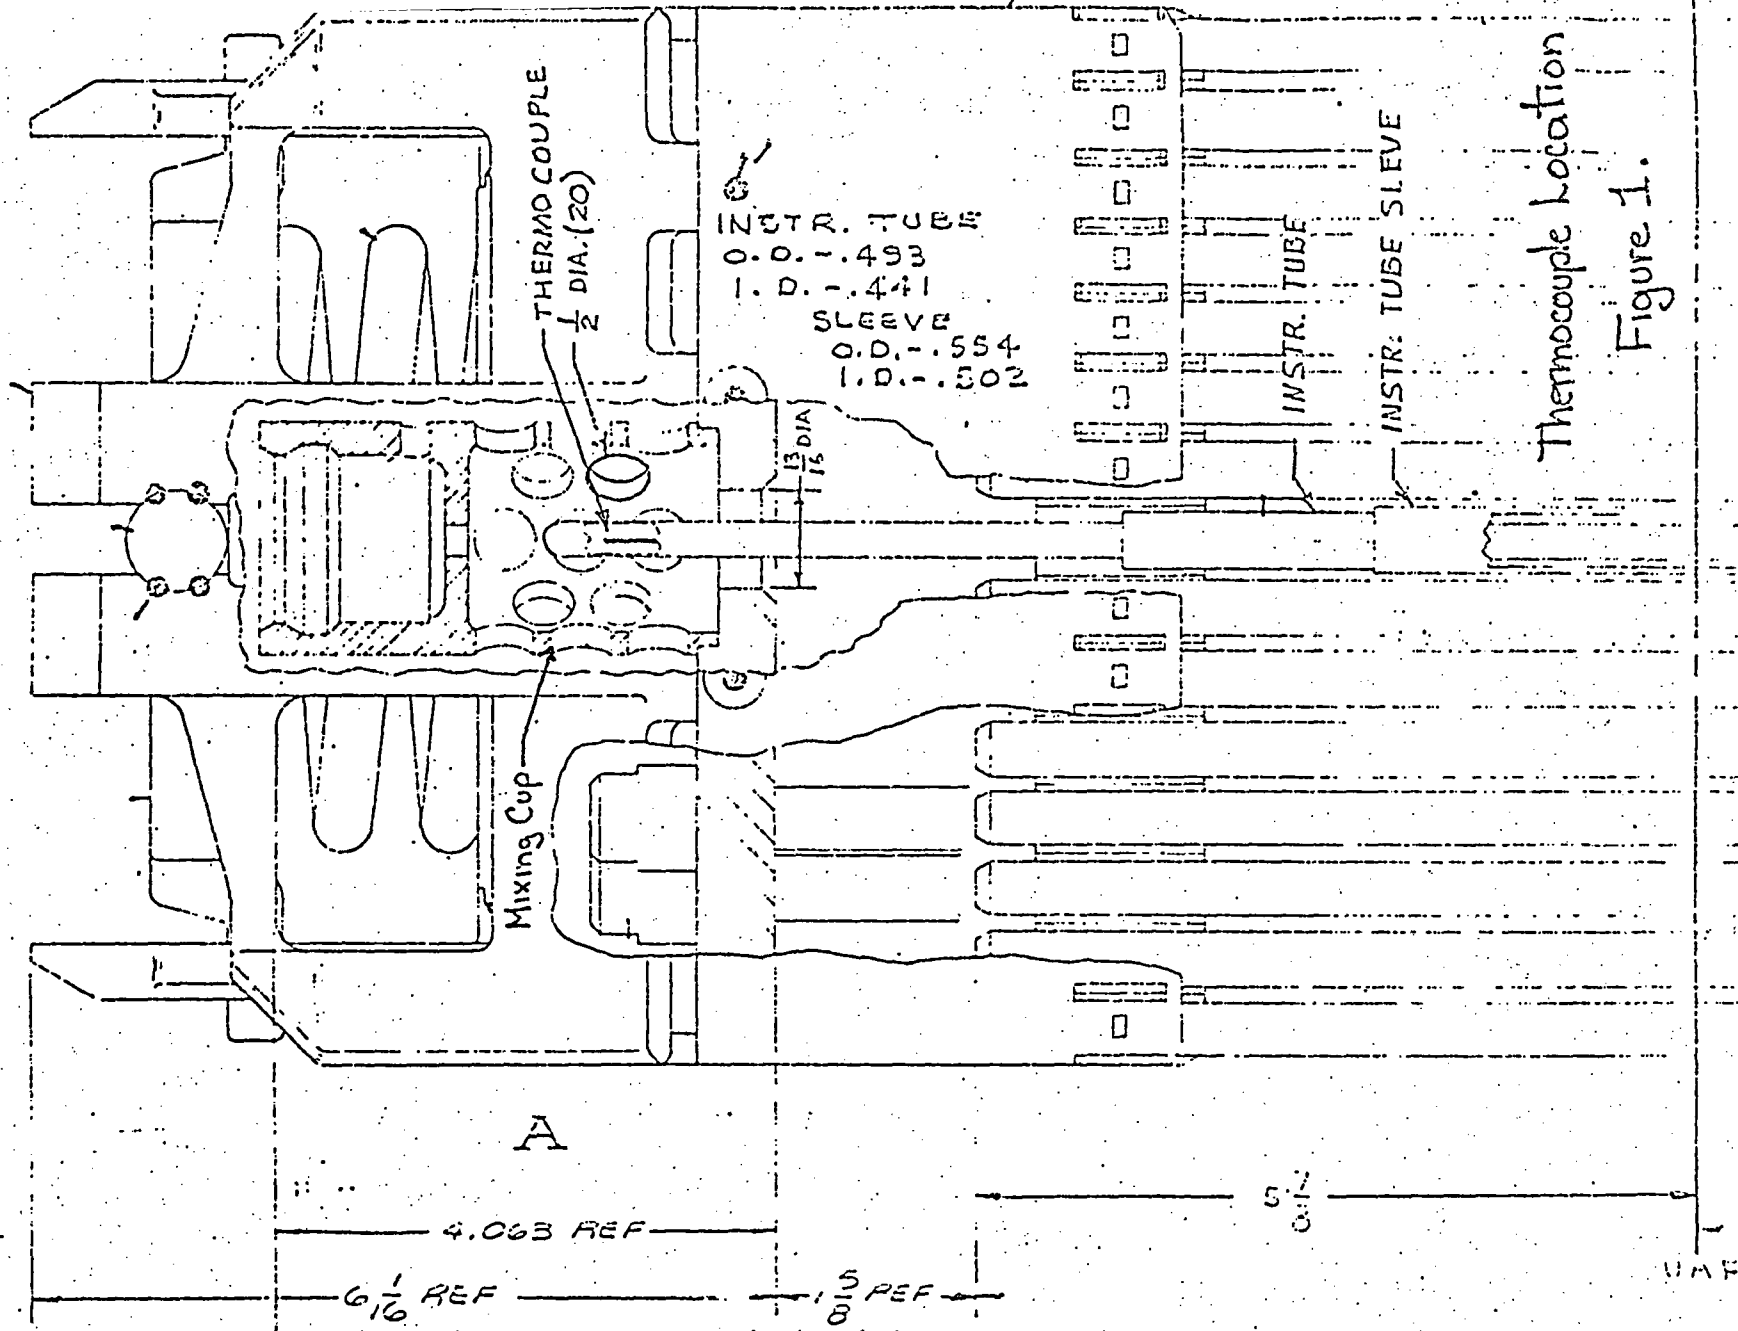 THERMOCOUPLE
1/2 DIA. (20)
INSTR. TUBE
O.D. - .493
I.D. - .441
SLEEVE
O.D. - .554
I.D. - .502
13/16 DIA
INSTR. TUBE
INSTR. TUBE SLEEVE
Thermocouple Location
Figure 1.
Mixing Cup
A
4.063 REF
6 1/16 REF
1 5/8 REF